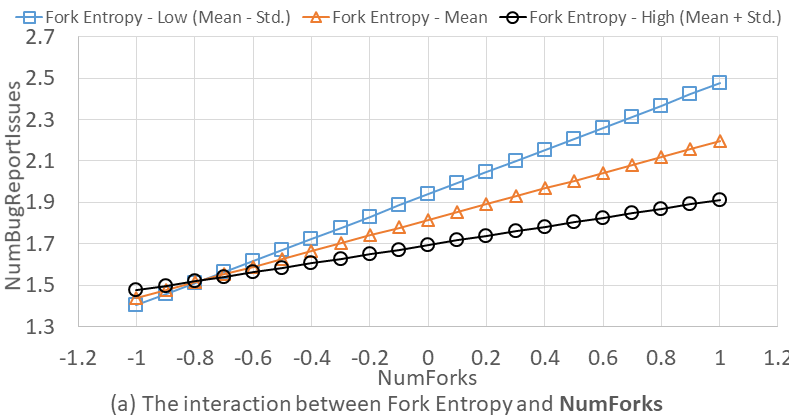 Fork Entropy - Low (Mean - Std.) Fork Entropy - Mean Fork Entropy - High (Mean + Std.)
2.7
2.5
2.3
2.1
1.9
1.7
1.5
1.3
NumBugReportIssues
-1.2 -1 -0.8 -0.6 -0.4 -0.2 0 0.2 0.4 0.6 0.8 1 1.2
NumForks
(a) The interaction between Fork Entropy and NumForks